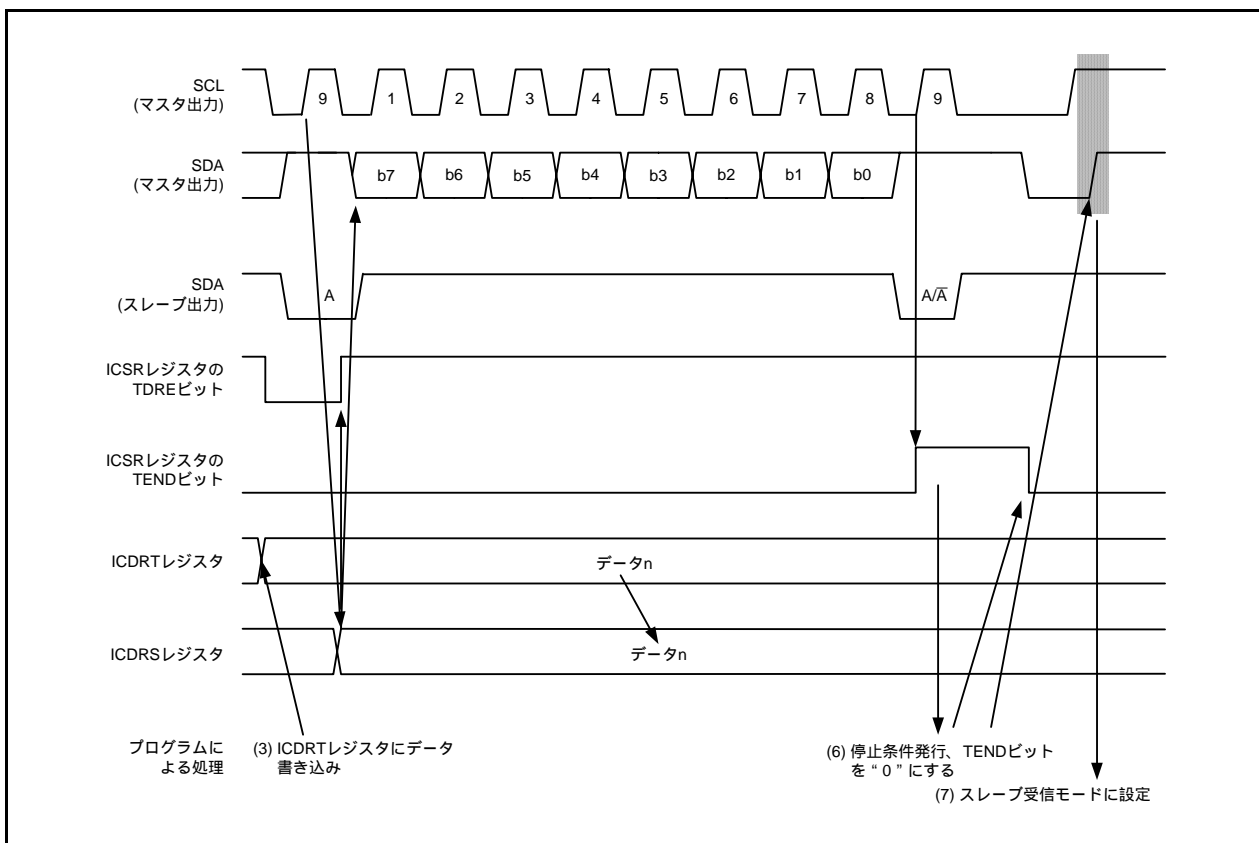 SCL
(マスタ出力)
9 1 2 3 4 5 6 7 8 9
SDA
(マスタ出力)
b7 b6 b5 b4 b3 b2 b1 b0
SDA
(スレーブ出力)
A A/A̅
ICSRレジスタの
TDREビット
ICSRレジスタの
TENDビット
ICDRTレジスタ
データn
ICDRSレジスタ
データn
プログラムに
よる処理
(3) ICDRTレジスタにデータ
書き込み
(6) 停止条件発行、TENDビット
を“0”にする
(7) スレーブ受信モードに設定